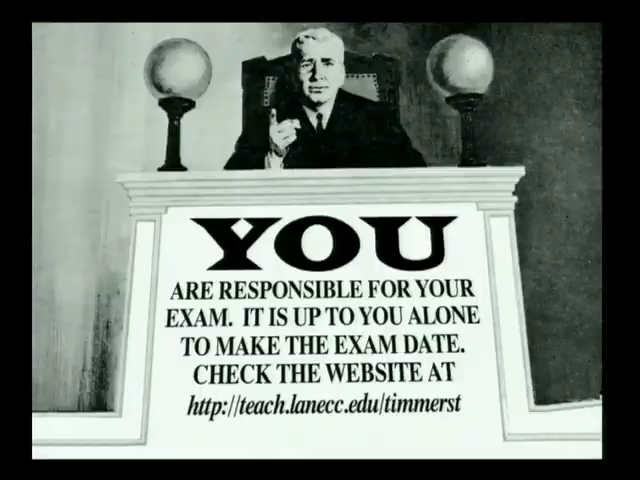 YOU
ARE RESPONSIBLE FOR YOUR
EXAM. IT IS UP TO YOU ALONE
TO MAKE THE EXAM DATE.
CHECK THE WEBSITE AT
http://teach.lanecc.edu/timmerst